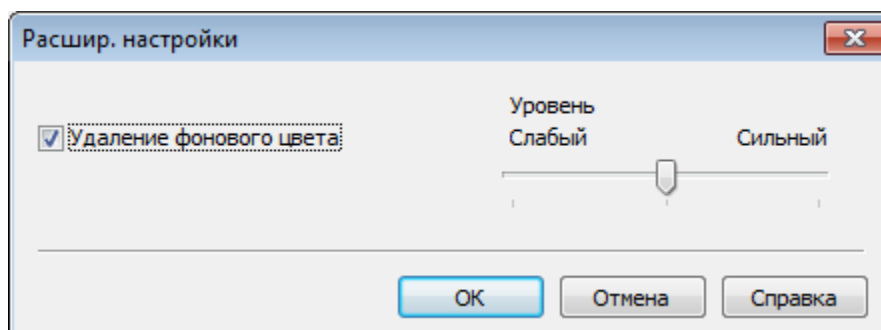 Расшир. настройки
Уровень
Удаление фонового цвета
Слабый Сильный
OK Отмена Справка